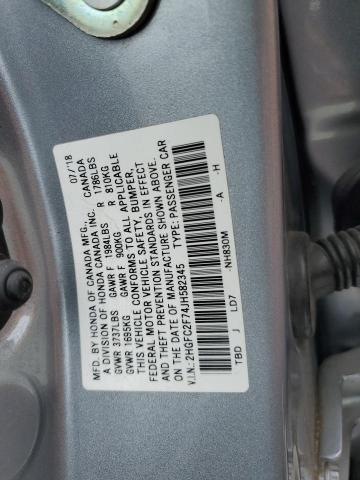 MFD. BY HONDA OF CANADA MFG., 07/18
A DIVISION OF HONDA CANADA INC. CANADA
GVWR 3737LBS GAWR F 1984LBS R 1786LBS
GVWR 1695KG GAWR F 900KG R 810KG
THIS VEHICLE CONFORMS TO ALL APPLICABLE
FEDERAL MOTOR VEHICLE SAFETY, BUMPER,
AND THEFT PREVENTION STANDARDS IN EFFECT
ON THE DATE OF MANUFACTURE SHOWN ABOVE.
V.I.N.: 2HGFC2F74JH582345 TYPE: PASSENGER CAR
TBD J LD7 NH830M -A -H